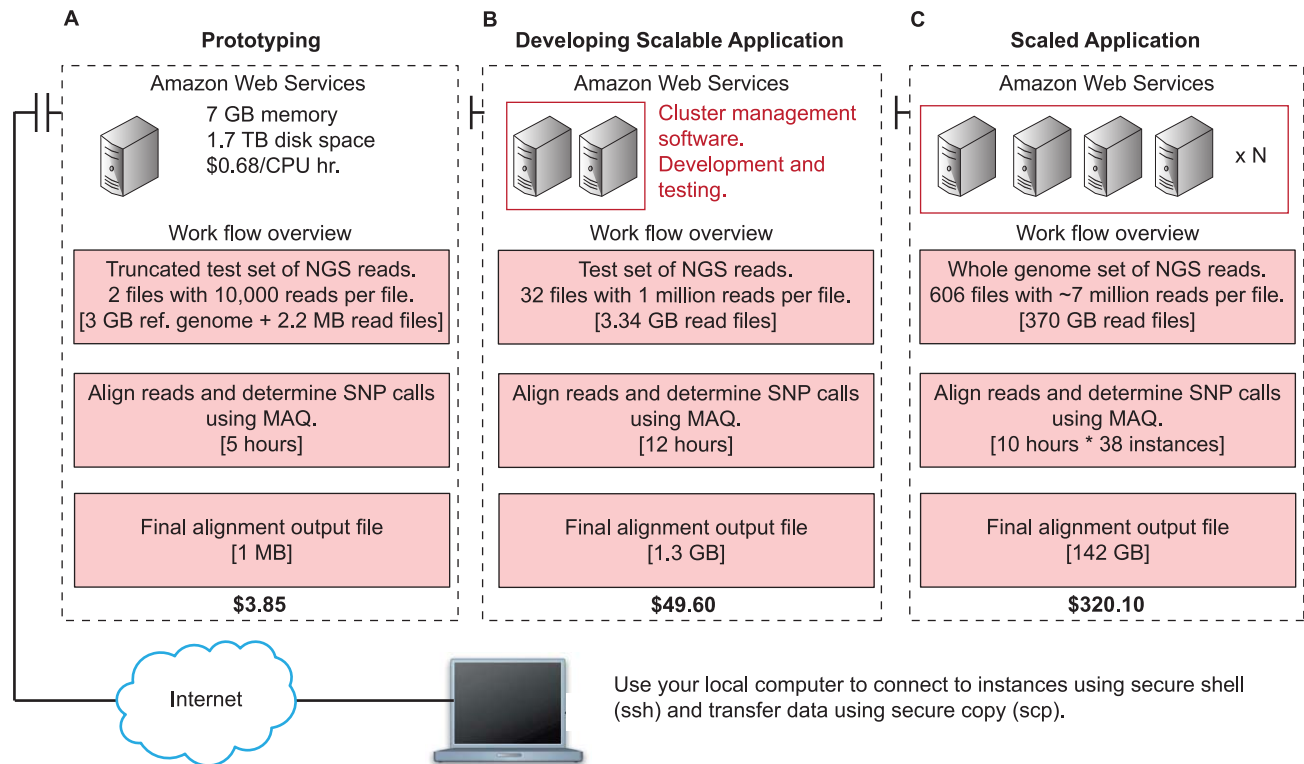 A
Prototyping
Amazon Web Services
7 GB memory
1.7 TB disk space
$0.68/CPU hr.
Work flow overview
Truncated test set of NGS reads.
2 files with 10,000 reads per file.
[3 GB ref. genome + 2.2 MB read files]
Align reads and determine SNP calls
using MAQ.
[5 hours]
Final alignment output file
[1 MB]
$3.85
B
Developing Scalable Application
Amazon Web Services
Cluster management
software.
Development and
testing.
Work flow overview
Test set of NGS reads.
32 files with 1 million reads per file.
[3.34 GB read files]
Align reads and determine SNP calls
using MAQ.
[12 hours]
Final alignment output file
[1.3 GB]
$49.60
C
Scaled Application
Amazon Web Services
x N
Work flow overview
Whole genome set of NGS reads.
606 files with ~7 million reads per file.
[370 GB read files]
Align reads and determine SNP calls
using MAQ.
[10 hours * 38 instances]
Final alignment output file
[142 GB]
$320.10
Internet
Use your local computer to connect to instances using secure shell
(ssh) and transfer data using secure copy (scp).